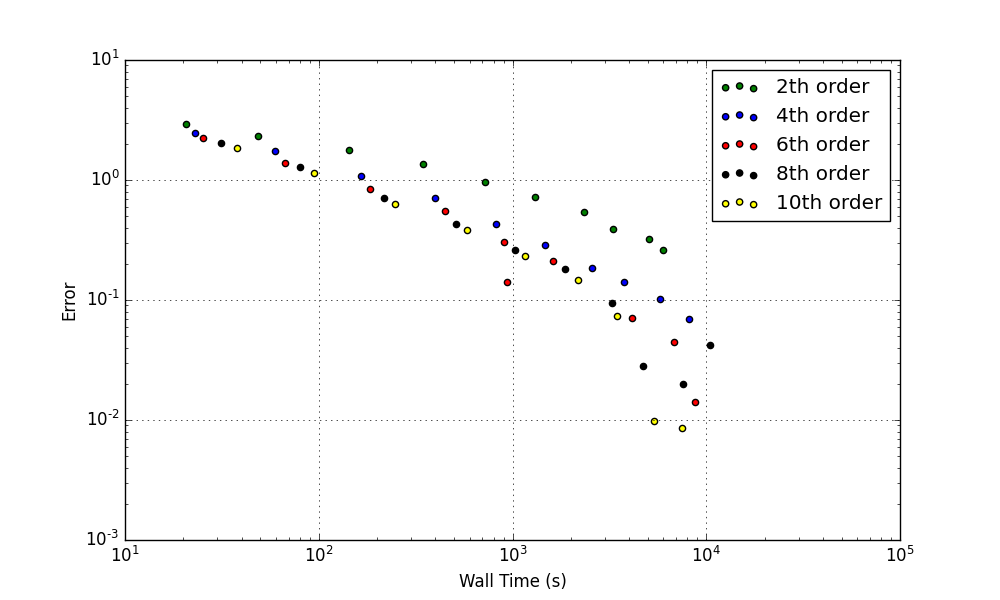 10^1
10^0
10^-1
10^-2
10^-3
Error
10^1 10^2 10^3 10^4 10^5
Wall Time (s)
2th order
4th order
6th order
8th order
10th order